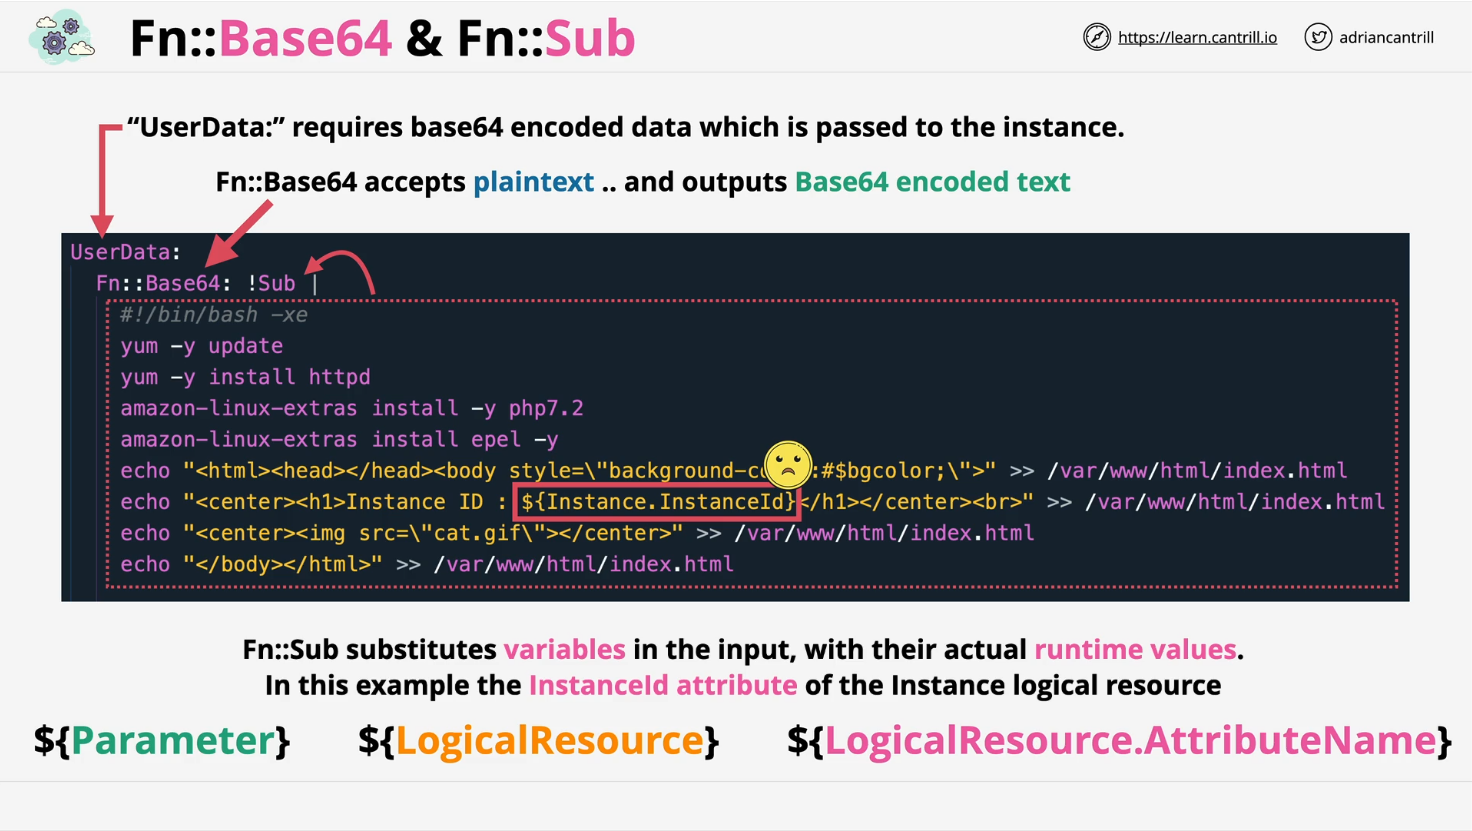 Fn::Base64 & Fn::Sub
https://learn.cantrill.io
adriancantrill
“UserData:” requires base64 encoded data which is passed to the instance.
Fn::Base64 accepts plaintext .. and outputs Base64 encoded text
UserData:
Fn::Base64: !Sub |
#!/bin/bash -xe
yum -y update
yum -y install httpd
amazon-linux-extras install -y php7.2
amazon-linux-extras install epel -y
echo "<html><head></head><body style=\"background-co :#$bgcolor;\">" >> /var/www/html/index.html
echo "<center><h1>Instance ID : ${Instance.InstanceId}</h1></center><br>" >> /var/www/html/index.html
echo "<center><img src=\"cat.gif\"></center>" >> /var/www/html/index.html
echo "</body></html>" >> /var/www/html/index.html
Fn::Sub substitutes variables in the input, with their actual runtime values.
In this example the InstanceId attribute of the Instance logical resource
${Parameter} ${LogicalResource} ${LogicalResource.AttributeName}